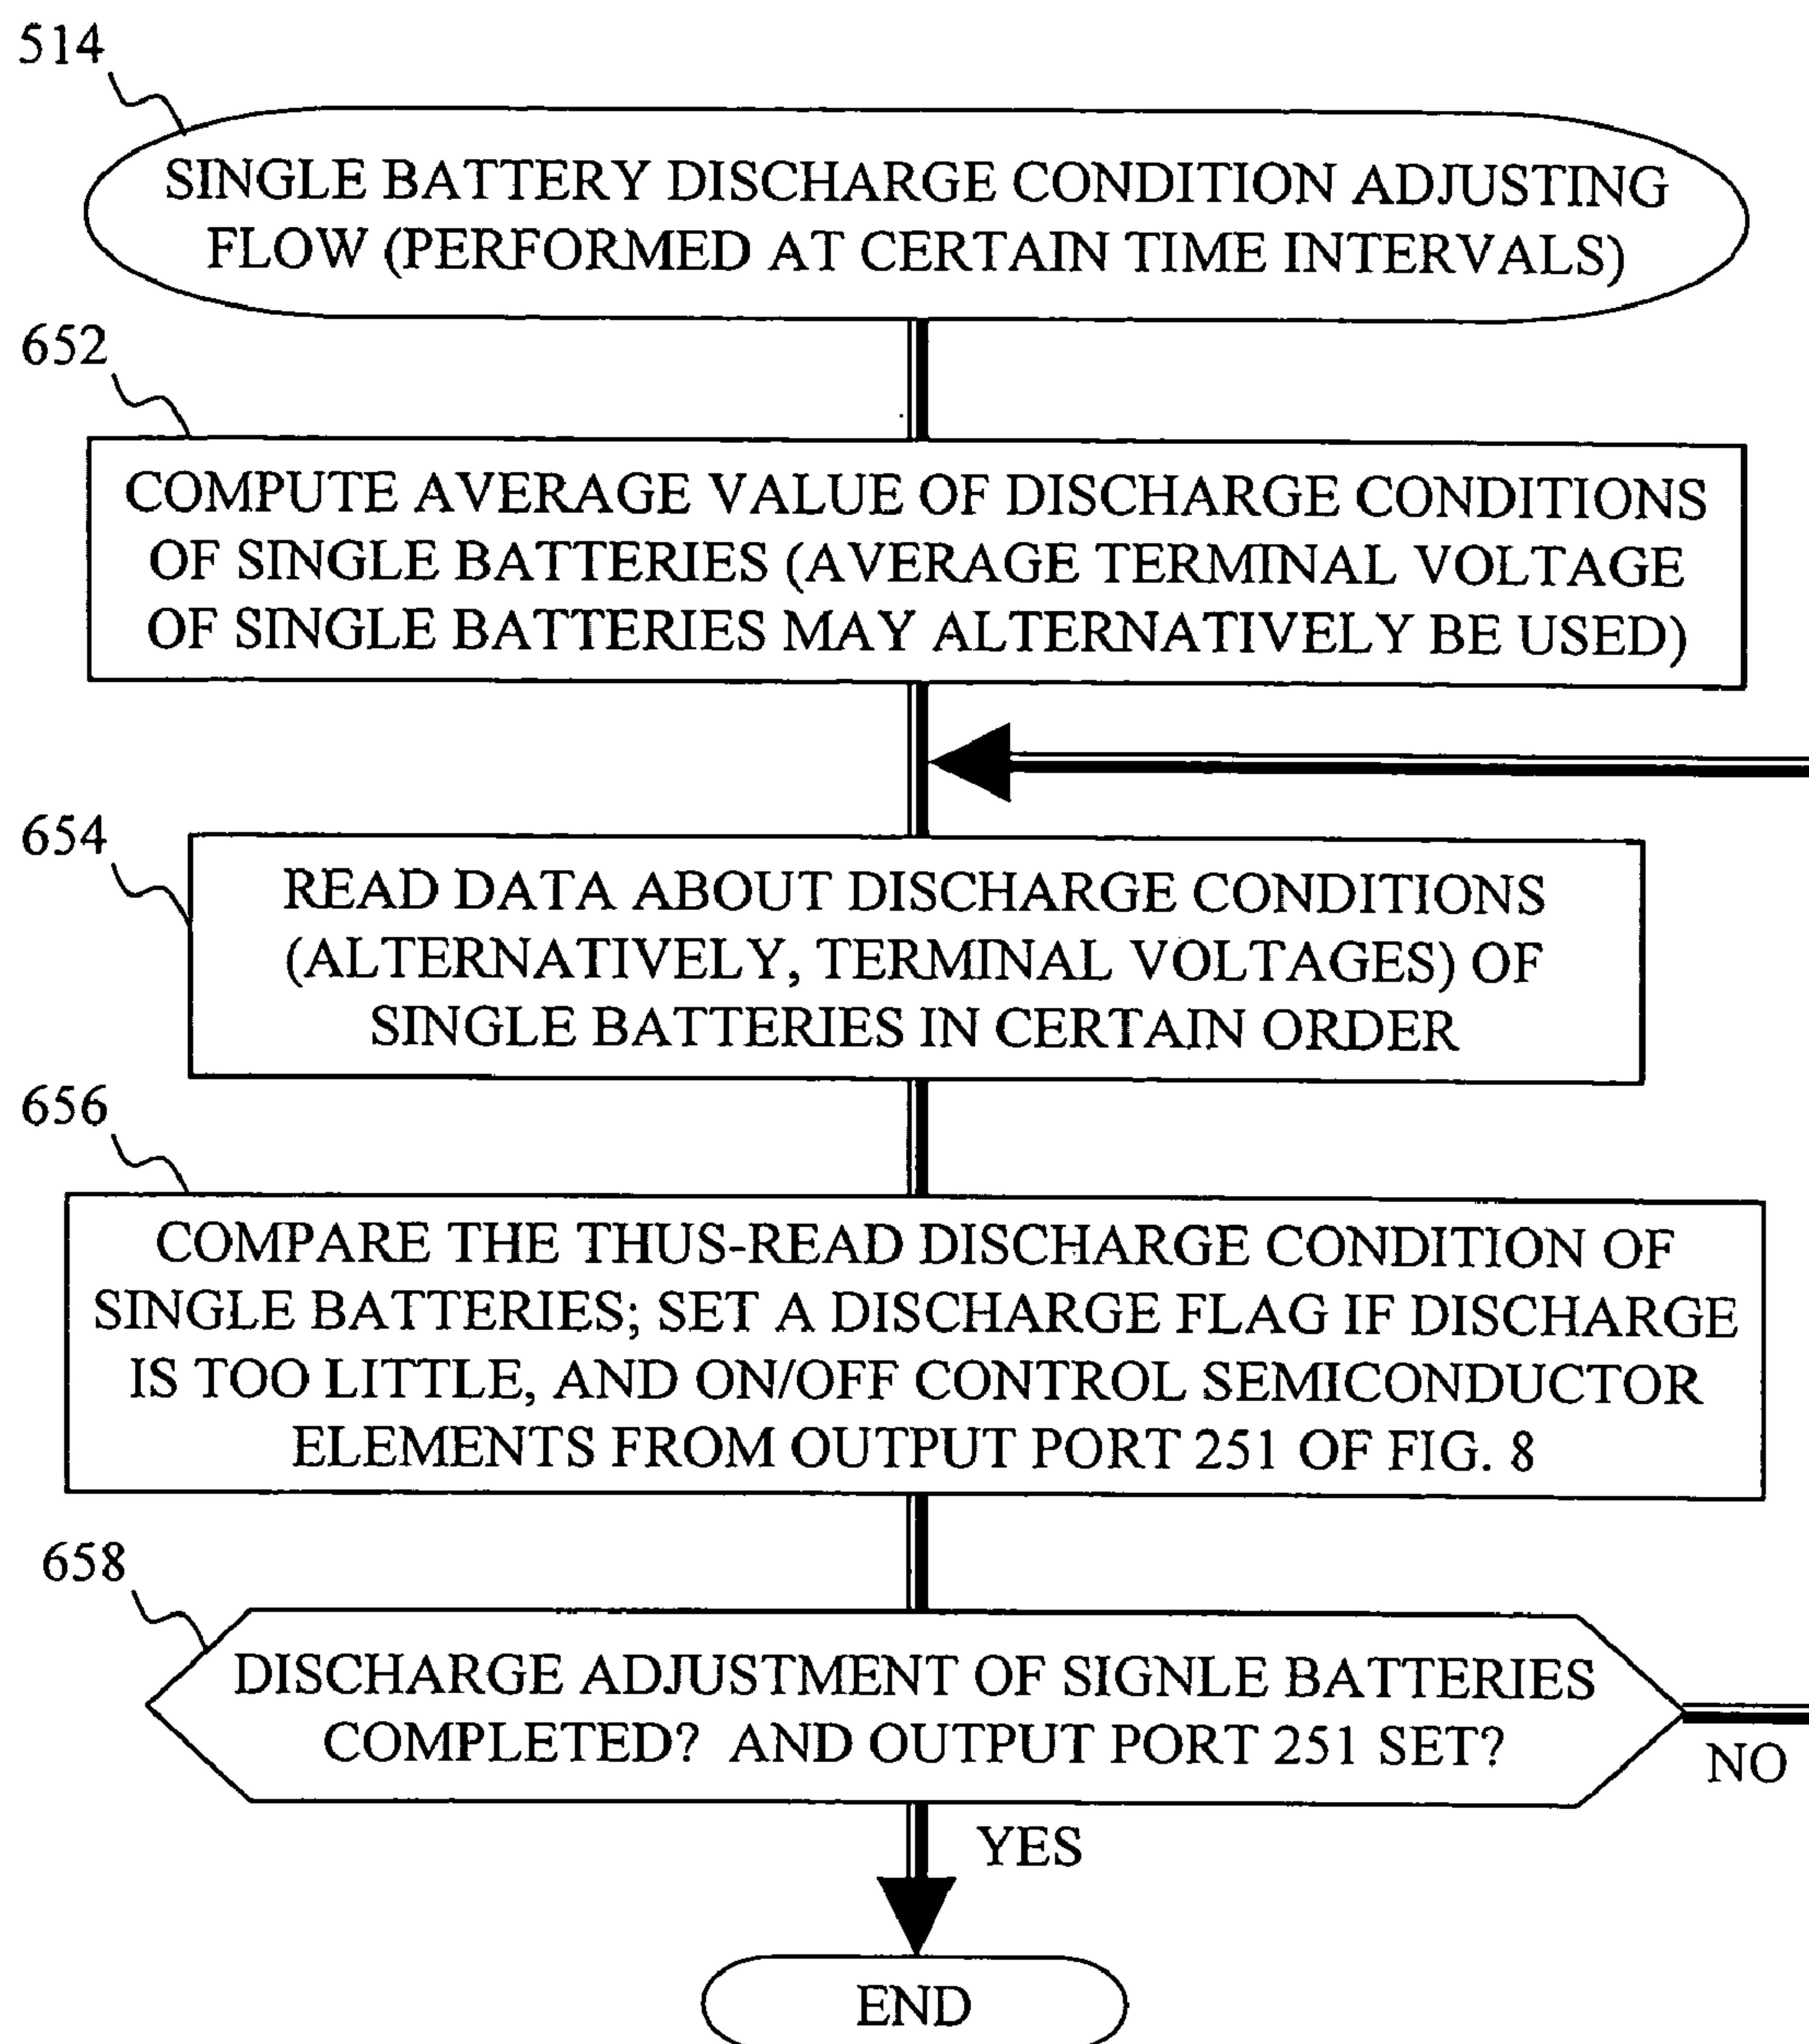 514
SINGLE BATTERY DISCHARGE CONDITION ADJUSTING
FLOW (PERFORMED AT CERTAIN TIME INTERVALS)
652
COMPUTE AVERAGE VALUE OF DISCHARGE CONDITIONS
OF SINGLE BATTERIES (AVERAGE TERMINAL VOLTAGE
OF SINGLE BATTERIES MAY ALTERNATIVELY BE USED)
654
READ DATA ABOUT DISCHARGE CONDITIONS
(ALTERNATIVELY, TERMINAL VOLTAGES) OF
SINGLE BATTERIES IN CERTAIN ORDER
656
COMPARE THE THUS-READ DISCHARGE CONDITION OF
SINGLE BATTERIES; SET A DISCHARGE FLAG IF DISCHARGE
IS TOO LITTLE, AND ON/OFF CONTROL SEMICONDUCTOR
ELEMENTS FROM OUTPUT PORT 251 OF FIG. 8
658
DISCHARGE ADJUSTMENT OF SIGNLE BATTERIES
COMPLETED? AND OUTPUT PORT 251 SET?
NO
YES
END